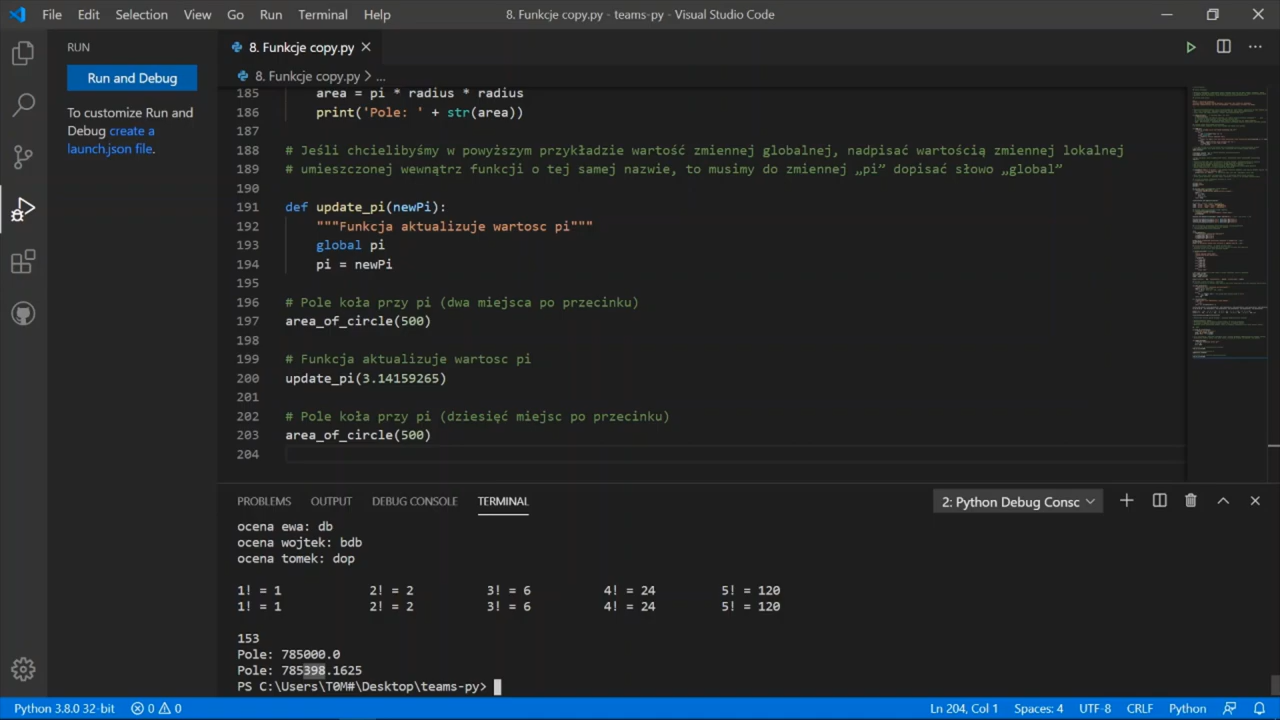 File Edit Selection View Go Run Terminal Help 8. Funkcje copy.py - teams-py - Visual Studio Code
RUN
Run and Debug
To customize Run and
Debug create a
launch.json file.
8. Funkcje copy.py
8. Funkcje copy.py > ...
185 area = pi * radius * radius
186 print('Pole: ' + str(area))
187
188 # Jeśli chcielibyśmy w powyższym przykładzie wartość zmiennej globalnej, nadpisać wartością zmiennej lokalnej
189 # umieszczonej wewnątrz funkcji o tej samej nazwie, to musimy do zmiennej „pi” dopisać słowo „global”
190
191 def update_pi(newPi):
192 """Funkcja aktualizuje wartosc pi"""
193 global pi
194 pi = newPi
195
196 # Pole koła przy pi (dwa miejsca po przecinku)
197 area_of_circle(500)
198
199 # Funkcja aktualizuje wartosc pi
200 update_pi(3.14159265)
201
202 # Pole koła przy pi (dziesięć miejsc po przecinku)
203 area_of_circle(500)
204
PROBLEMS OUTPUT DEBUG CONSOLE TERMINAL 2: Python Debug Consc
ocena ewa: db
ocena wojtek: bdb
ocena tomek: dop
1! = 1 2! = 2 3! = 6 4! = 24 5! = 120
1! = 1 2! = 2 3! = 6 4! = 24 5! = 120
153
Pole: 785000.0
Pole: 785398.1625
PS C:\Users\T0M#\Desktop\teams-py>
Python 3.8.0 32-bit 0 0 Ln 204, Col 1 Spaces: 4 UTF-8 CRLF Python